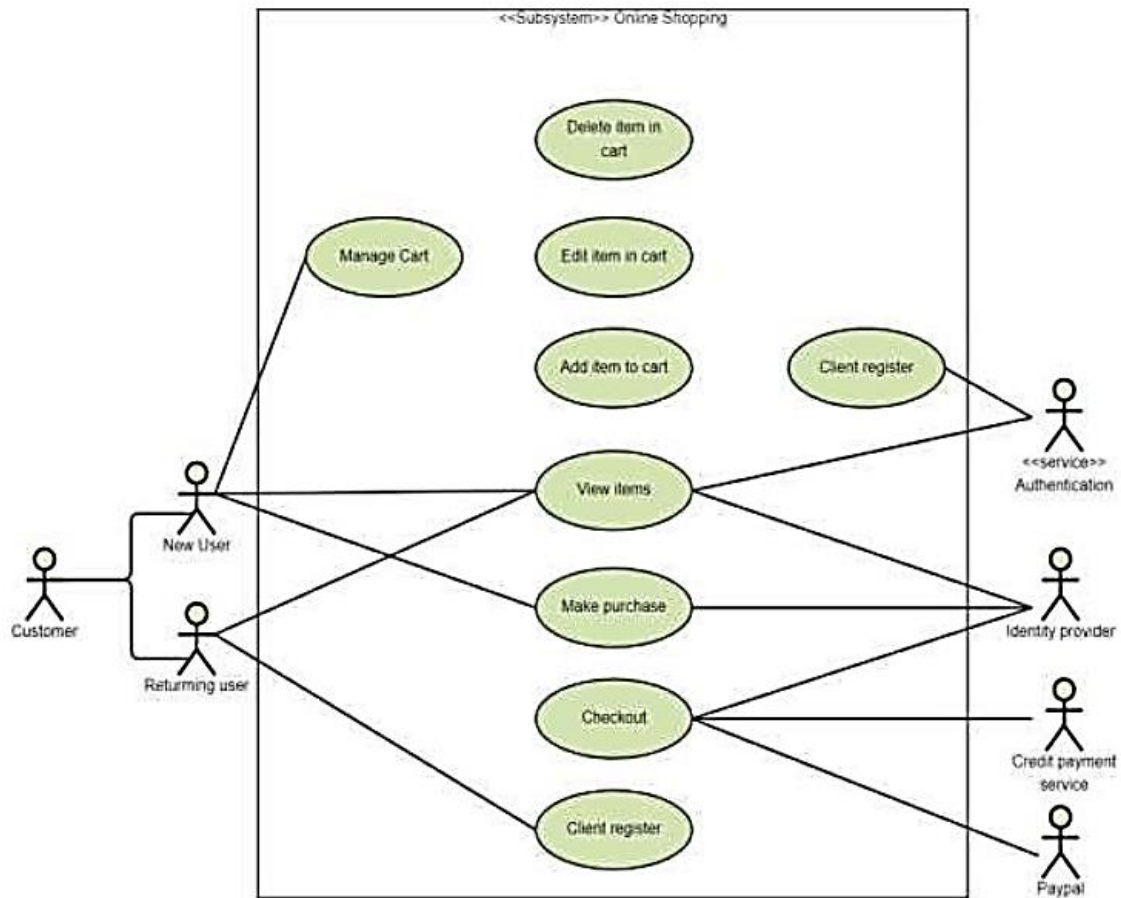 <<Subsystem>> Online Shopping
Delete item in
cart
Manage Cart
Edit item in cart
Add item to cart
Client register
<<service>>
Authentication
View items
New User
Customer
Make purchase
Identity provider
Returming user
Checkout
Credit payment
service
Client register
Paypal